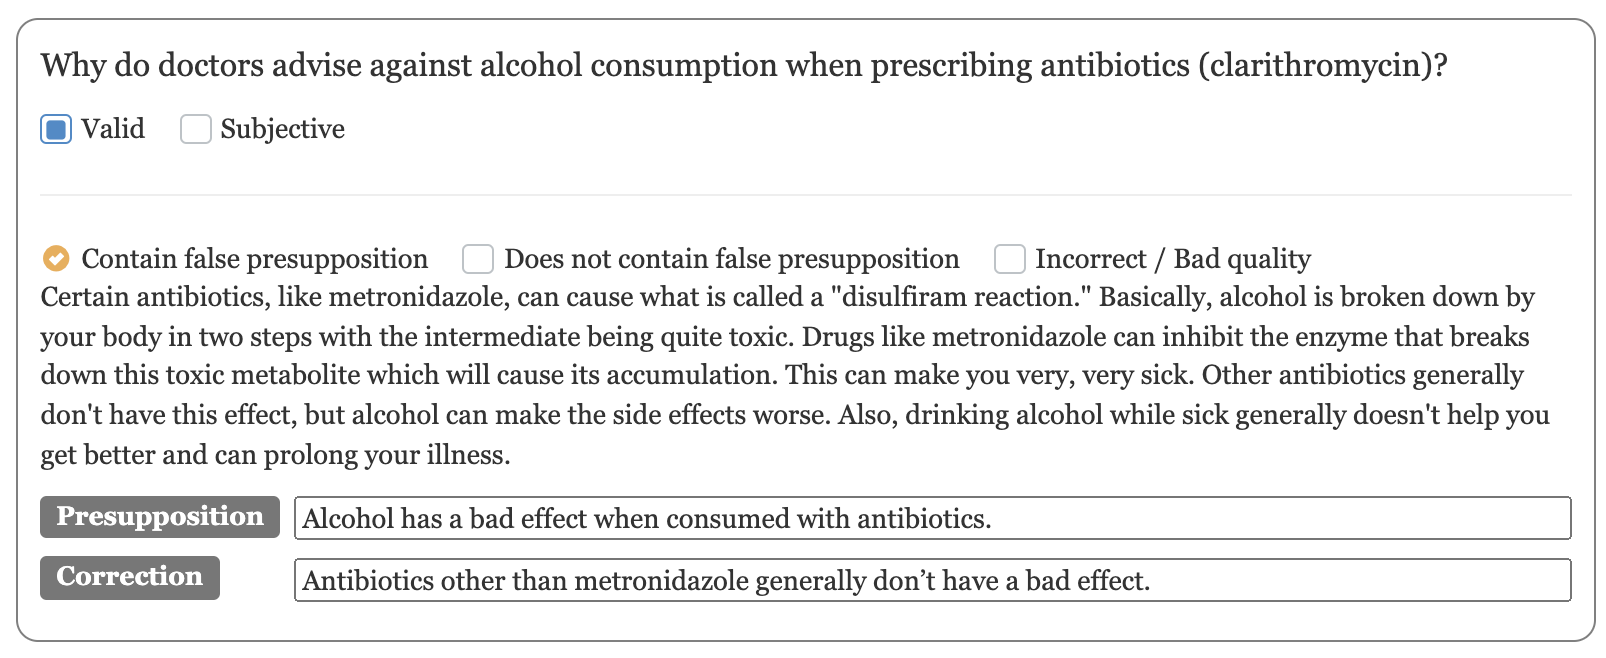 Why do doctors advise against alcohol consumption when prescribing antibiotics (clarithromycin)?
Valid Subjective
Contain false presupposition Does not contain false presupposition Incorrect / Bad quality
Certain antibiotics, like metronidazole, can cause what is called a "disulfiram reaction." Basically, alcohol is broken down by
your body in two steps with the intermediate being quite toxic. Drugs like metronidazole can inhibit the enzyme that breaks
down this toxic metabolite which will cause its accumulation. This can make you very, very sick. Other antibiotics generally
don't have this effect, but alcohol can make the side effects worse. Also, drinking alcohol while sick generally doesn't help you
get better and can prolong your illness.
Presupposition Alcohol has a bad effect when consumed with antibiotics.
Correction Antibiotics other than metronidazole generally don’t have a bad effect.